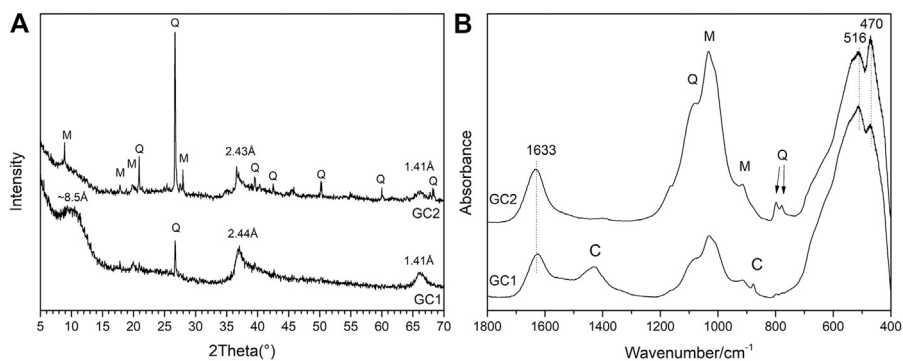 A
Q
M
M
M
Q
M
2.43Å
Q
Q
Q
Q
1.41Å
Q
GC2
~8.5Å
Q
2.44Å
1.41Å
GC1
Intensity
5 10 15 20 25 30 35 40 45 50 55 60 65 70
2Theta(°)
B
470
516
M
Q
1633
M
Q
GC2
C
C
GC1
Absorbance
1800 1600 1400 1200 1000 800 600 400
Wavenumber/cm-1